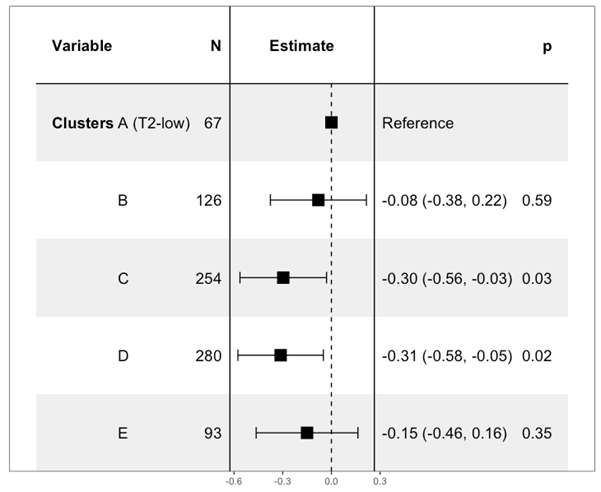 Variable N Estimate p
Clusters A (T2-low) 67 Reference
B 126 -0.08 (-0.38, 0.22) 0.59
C 254 -0.30 (-0.56, -0.03) 0.03
D 280 -0.31 (-0.58, -0.05) 0.02
E 93 -0.15 (-0.46, 0.16) 0.35
-0.6 -0.3 0.0 0.3